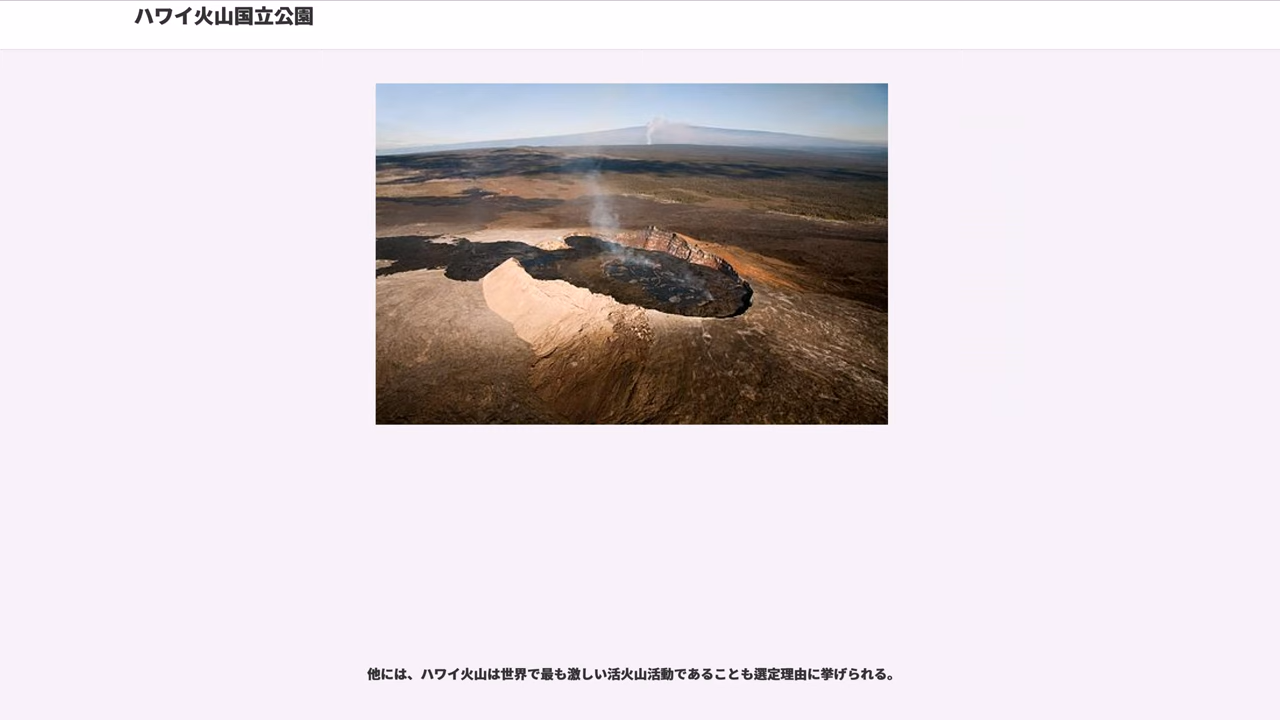 ハワイ火山国立公園
他には、ハワイ火山は世界で最も激しい活火山活動であることも選定理由に挙げられる。